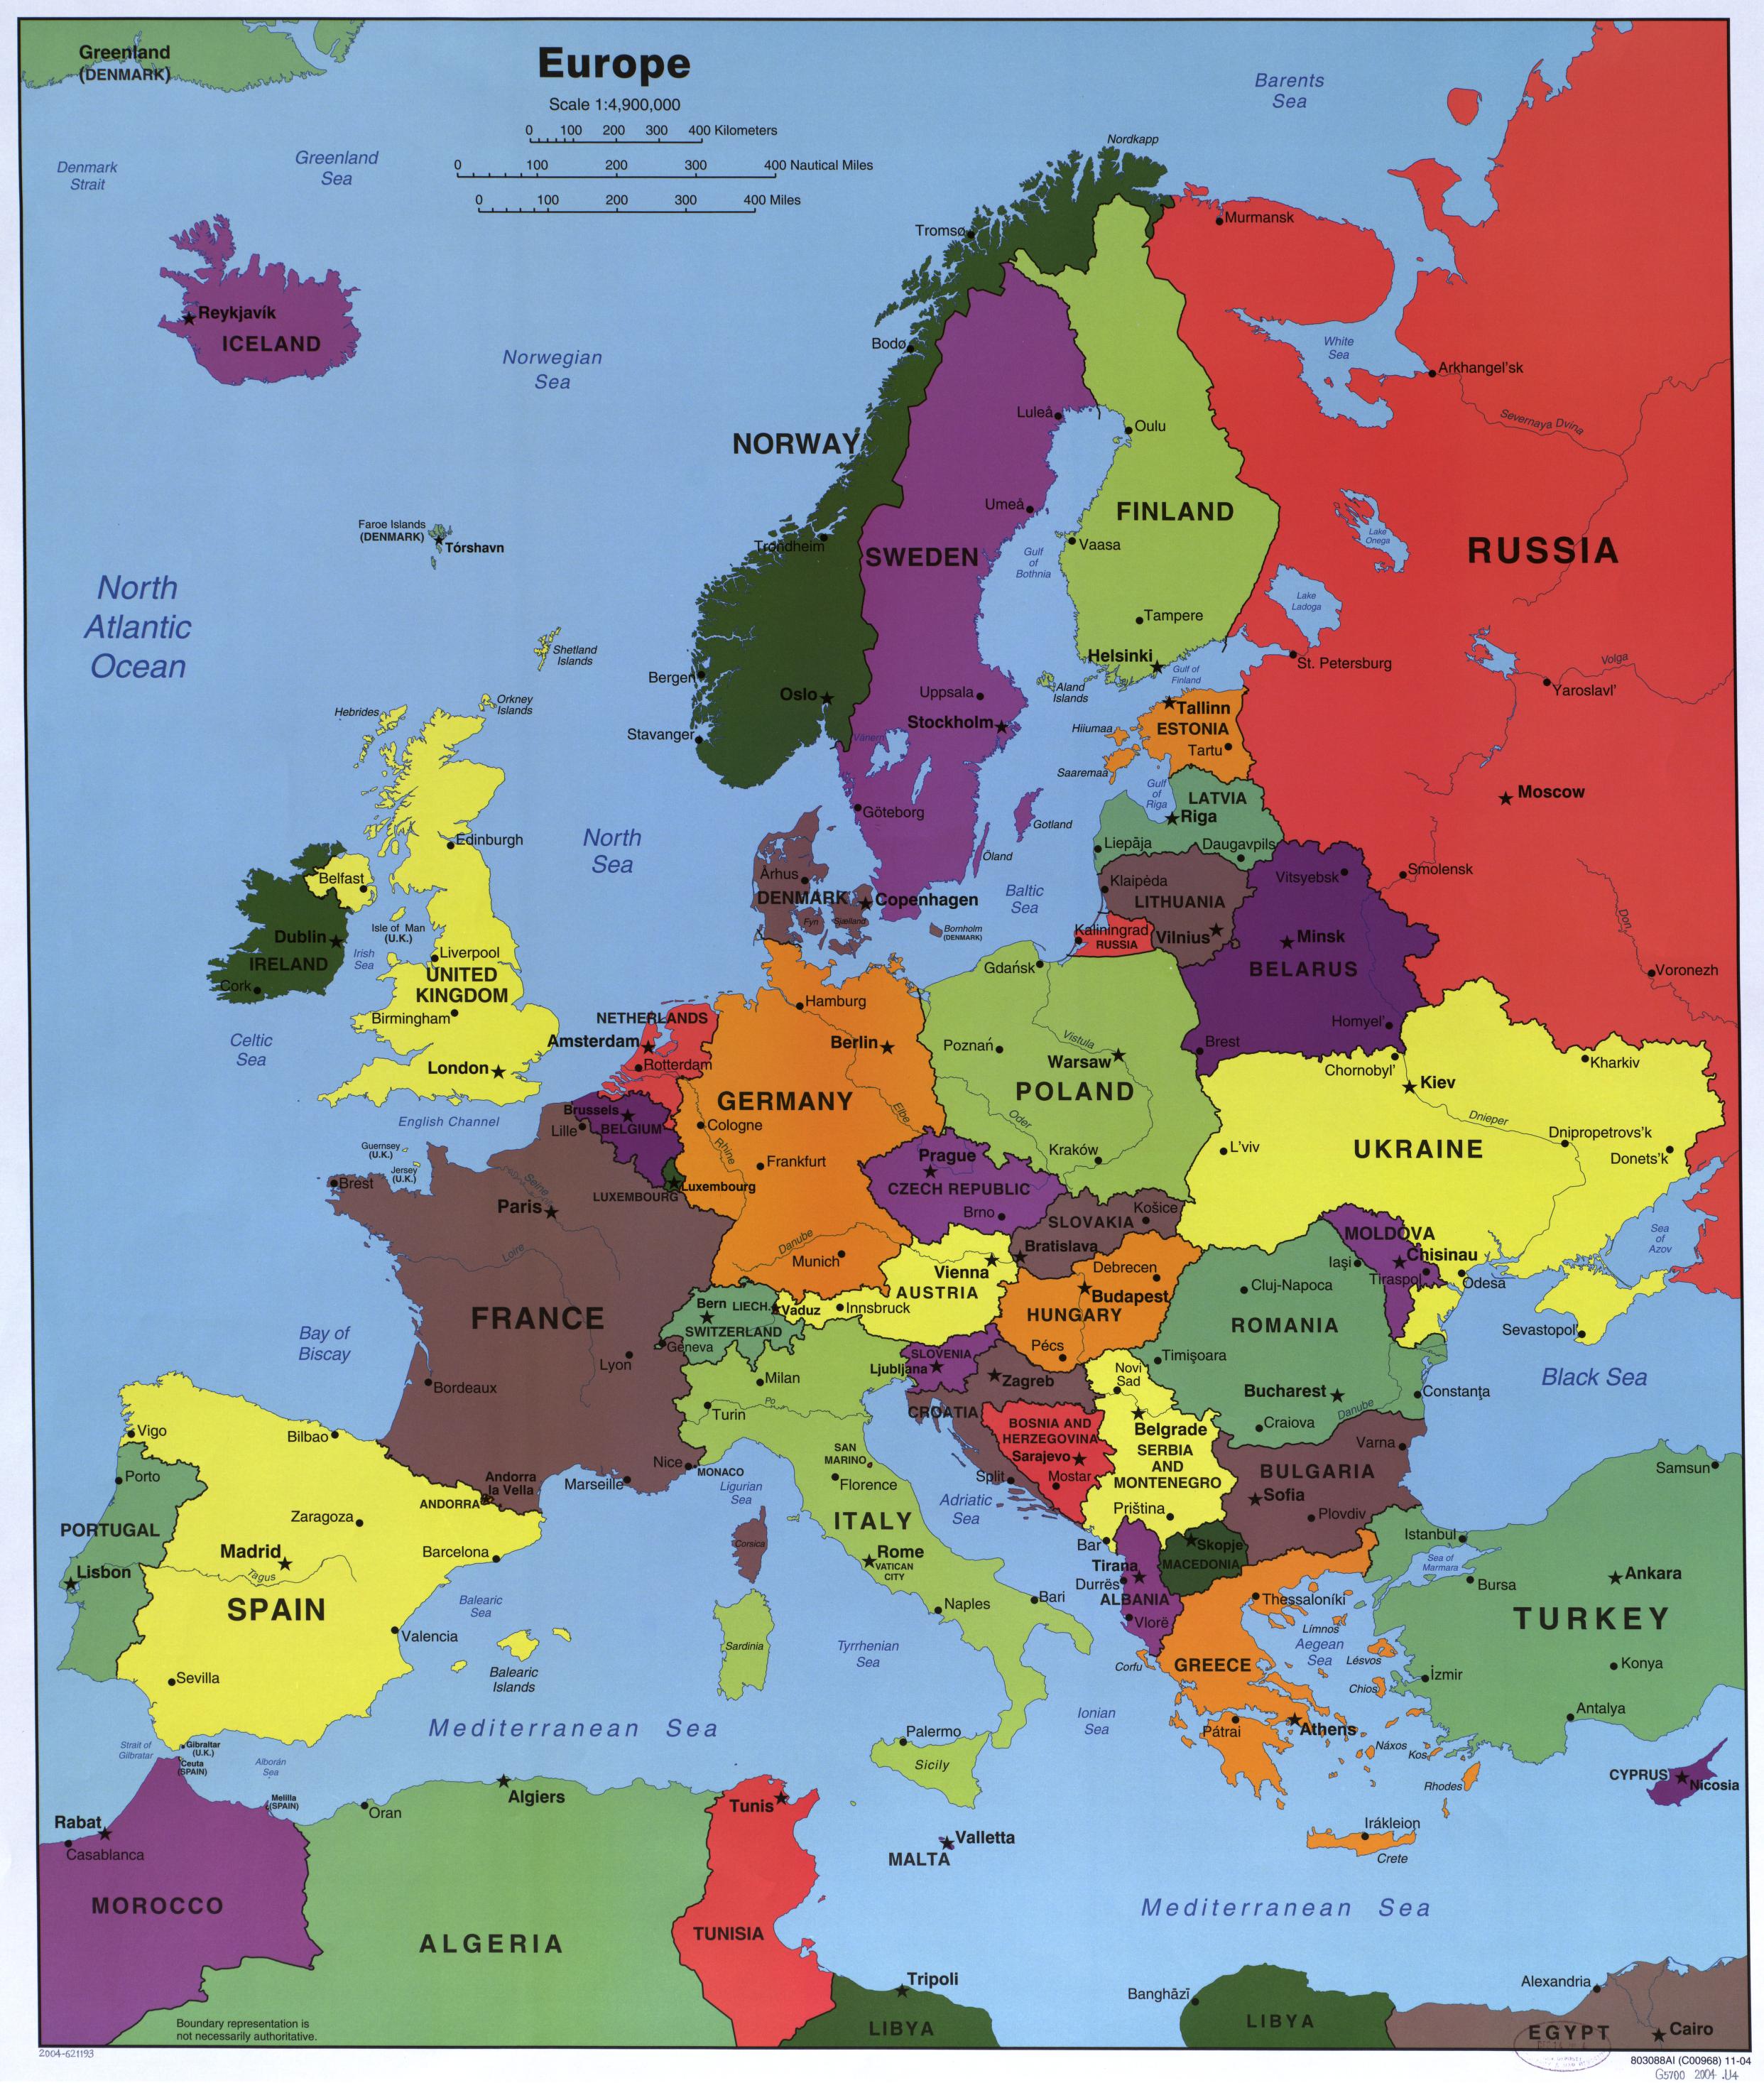 Greenland
(DENMARK)
Europe
Scale 1:4,900,000
0 100 200 300 400 Kilometers
0 100 200 300 400 Nautical Miles
0 100 200 300 400 Miles
Barents
Sea
Denmark
Strait
Greenland
Sea
Nordkapp
Murmansk
Tromsø
Reykjavík
ICELAND
Norwegian
Sea
Bodø
White
Sea
Arkhangel'sk
Severnaya Dvina
Luleå
Oulu
NORWAY
Umeå
FINLAND
Faroe Islands
(DENMARK)
Tórshavn
Trondheim
SWEDEN
Gulf
of
Bothnia
Vaasa
Lake
Onega
RUSSIA
North
Atlantic
Ocean
Lake
Ladoga
Tampere
Shetland
Islands
Helsinki
Gulf of
Finland
St. Petersburg
Volga
Bergen
Oslo
Uppsala
Åland
Islands
Yaroslavl'
Hebrides
Orkney
Islands
Stavanger
Stockholm
Tallinn
ESTONIA
Tartu
Hiiumaa
Saaremaa
Vänern
Gulf
of
Riga
LATVIA
Riga
Moscow
Göteborg
Gotland
Edinburgh
North
Sea
Öland
Liepāja
Daugavpils
Smolensk
Belfast
Århus
DENMARK
Copenhagen
Fyn
Sjælland
Baltic
Sea
Klaipėda
LITHUANIA
Vitsyebsk
Don
Isle of Man
(U.K.)
Bornholm
(DENMARK)
Kaliningrad
RUSSIA
Vilnius
Minsk
BELARUS
Dublin
IRELAND
Irish
Sea
Liverpool
UNITED
KINGDOM
Cork
Birmingham
Gdańsk
Voronezh
Hamburg
NETHERLANDS
Amsterdam
Rotterdam
Berlin
Poznań
Vistula
Warsaw
POLAND
Brest
Homyel'
Chornobyl'
Kiev
Kharkiv
Celtic
Sea
London
English Channel
Brussels
BELGIUM
Lille
GERMANY
Cologne
Elbe
Rhine
Oder
Frankfurt
Kraków
L'viv
UKRAINE
Dnieper
Dnipropetrovs'k
Donets'k
Guernsey
(U.K.)
Jersey
(U.K.)
Brest
Seine
Paris
LUXEMBOURG
Luxembourg
Prague
CZECH REPUBLIC
Brno
SLOVAKIA
Košice
Bratislava
Loire
Danube
Munich
Vienna
AUSTRIA
Debrecen
Budapest
HUNGARY
Pécs
MOLDOVA
Chisinau
Iaşi
Tiraspol
Odesa
Sea
of
Azov
Cluj-Napoca
FRANCE
Bern
LIECH.
Vaduz
Innsbruck
SWITZERLAND
Geneva
Lyon
ROMANIA
Sevastopol'
Bay of
Biscay
Bordeaux
SLOVENIA
Ljubljana
Zagreb
CROATIA
Timişoara
Novi
Sad
Bucharest
Constanţa
Danube
Craiova
Black Sea
Milan
Turin
Po
BOSNIA AND
HERZEGOVINA
Sarajevo
Mostar
Split
Belgrade
SERBIA
AND
MONTENEGRO
Priština
Varna
BULGARIA
Sofia
Plovdiv
Samsun
Vigo
Bilbao
Porto
PORTUGAL
Lisbon
Zaragoza
ANDORRA
Andorra
la Vella
Marseille
Nice
MONACO
Ligurian
Sea
SAN
MARINO
Florence
ITALY
Adriatic
Sea
Barcelona
Madrid
Tagus
SPAIN
Corsica
Rome
VATICAN
CITY
Bar
Tirana
Durrës
ALBANIA
Vlorë
Skopje
MACEDONIA
Istanbul
Sea of
Marmara
Bursa
Ankara
TURKEY
Balearic
Sea
Naples
Bari
Thessaloníki
Límnos
Aegean
Sea
Lésvos
Valencia
Sevilla
Balearic
Islands
Sardinia
Tyrrhenian
Sea
Corfu
GREECE
Chios
İzmir
Konya
Antalya
Mediterranean Sea
Palermo
Sicily
Ionian
Sea
Pátrai
Athens
Náxos
Kos
Rhodes
CYPRUS
Nicosia
Strait of
Gibraltar
Gibraltar
(U.K.)
Ceuta
(SPAIN)
Alborán
Sea
Melilla
(SPAIN)
Oran
Algiers
Tunis
Rabat
Casablanca
Valletta
MALTA
Irákleion
Crete
MOROCCO
ALGERIA
TUNISIA
Mediterranean Sea
Tripoli
LIBYA
Banghāzī
LIBYA
Alexandria
EGYPT
Cairo
Boundary representation is
not necessarily authoritative.
2004-621193
803088AI (C00968) 11-04
G5700 2004 .U4